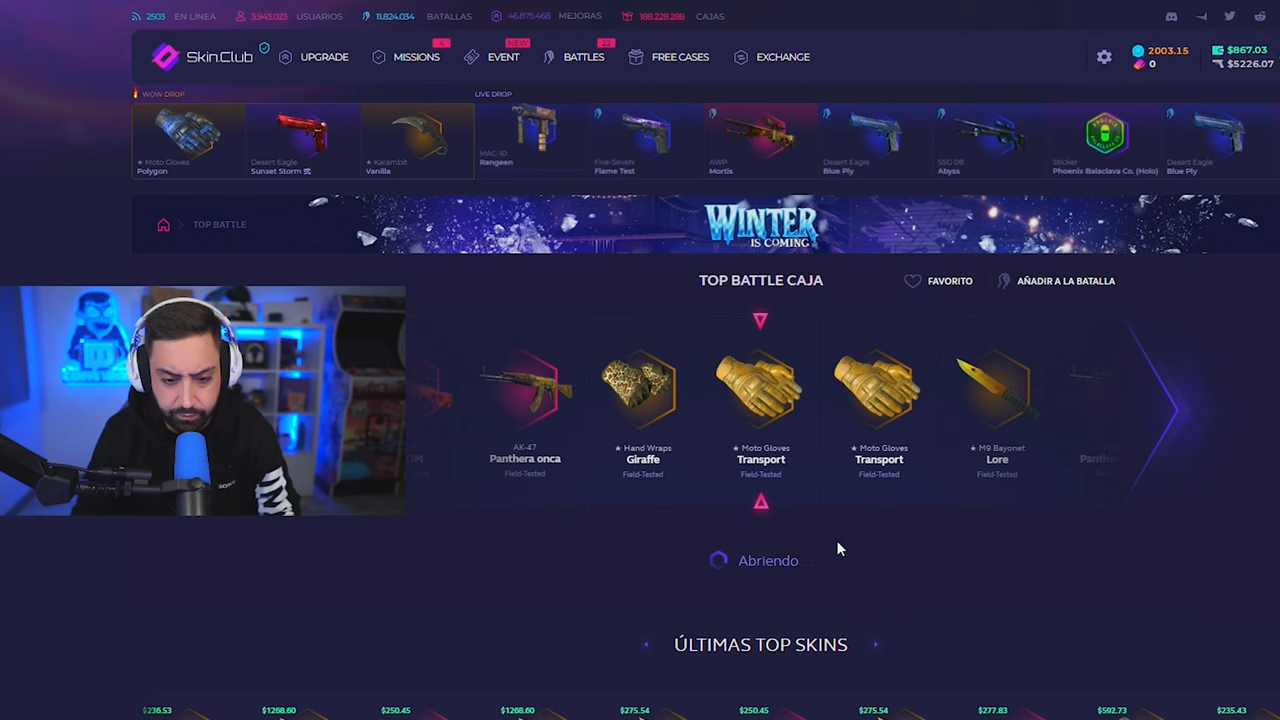 2503 EN LÍNEA 3.943.023 USUARIOS 11.824.034 BATALLAS 46.875.468 MEJORAS 188.228.288 CAJAS
Skin.Club UPGRADE MISSIONS 4 EVENT NEW BATTLES 22 FREE CASES EXCHANGE 2003.15 $867.03
0 $5226.07
WOW DROP LIVE DROP
★ Moto Gloves Desert Eagle ★ Karambit MAC-10 Five-SeveN AWP Desert Eagle SSG 08 Sticker Desert Eagle
Polygon Sunset Storm 弐 Vanilla Rangeen Flame Test Mortis Blue Ply Abyss Phoenix Balaclava Co. (Holo) Blue Ply
TOP BATTLE
WINTER
IS COMING
TOP BATTLE CAJA FAVORITO AÑADIR A LA BATALLA
AK-47 ★ Hand Wraps ★ Moto Gloves ★ Moto Gloves ★ M9 Bayonet
Panthera onca Giraffe Transport Transport Lore
Field-Tested Field-Tested Field-Tested Field-Tested Field-Tested
Abriendo ...
ÚLTIMAS TOP SKINS
$236.53 $1268.60 $250.45 $1268.60 $275.54 $250.45 $275.54 $277.83 $592.73 $235.43